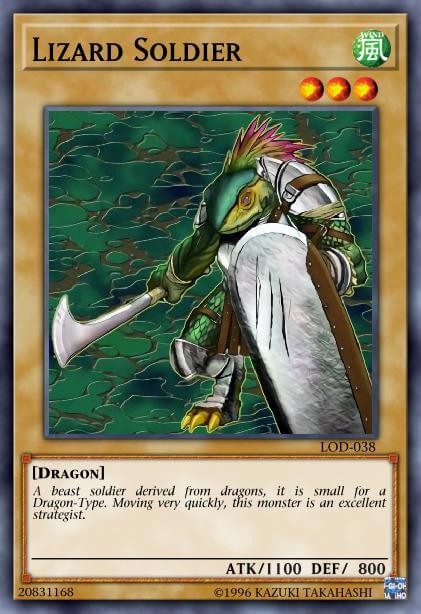 LIZARD SOLDIER
WIND
風
LOD-038
[DRAGON]
A beast soldier derived from dragons, it is small for a
Dragon-Type. Moving very quickly, this monster is an excellent
strategist.
ATK/1100 DEF/ 800
20831168
©1996 KAZUKI TAKAHASHI